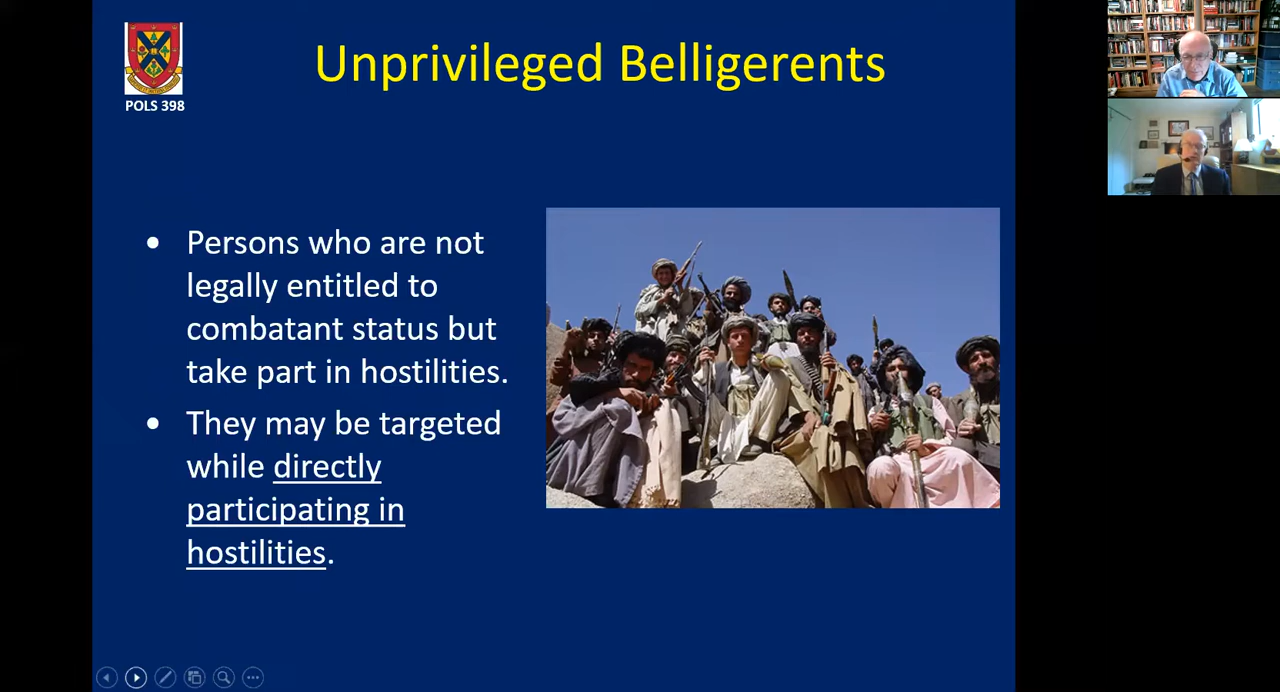 POLS 398
Unprivileged Belligerents
• Persons who are not
legally entitled to
combatant status but
take part in hostilities.
• They may be targeted
while directly
participating in
hostilities.